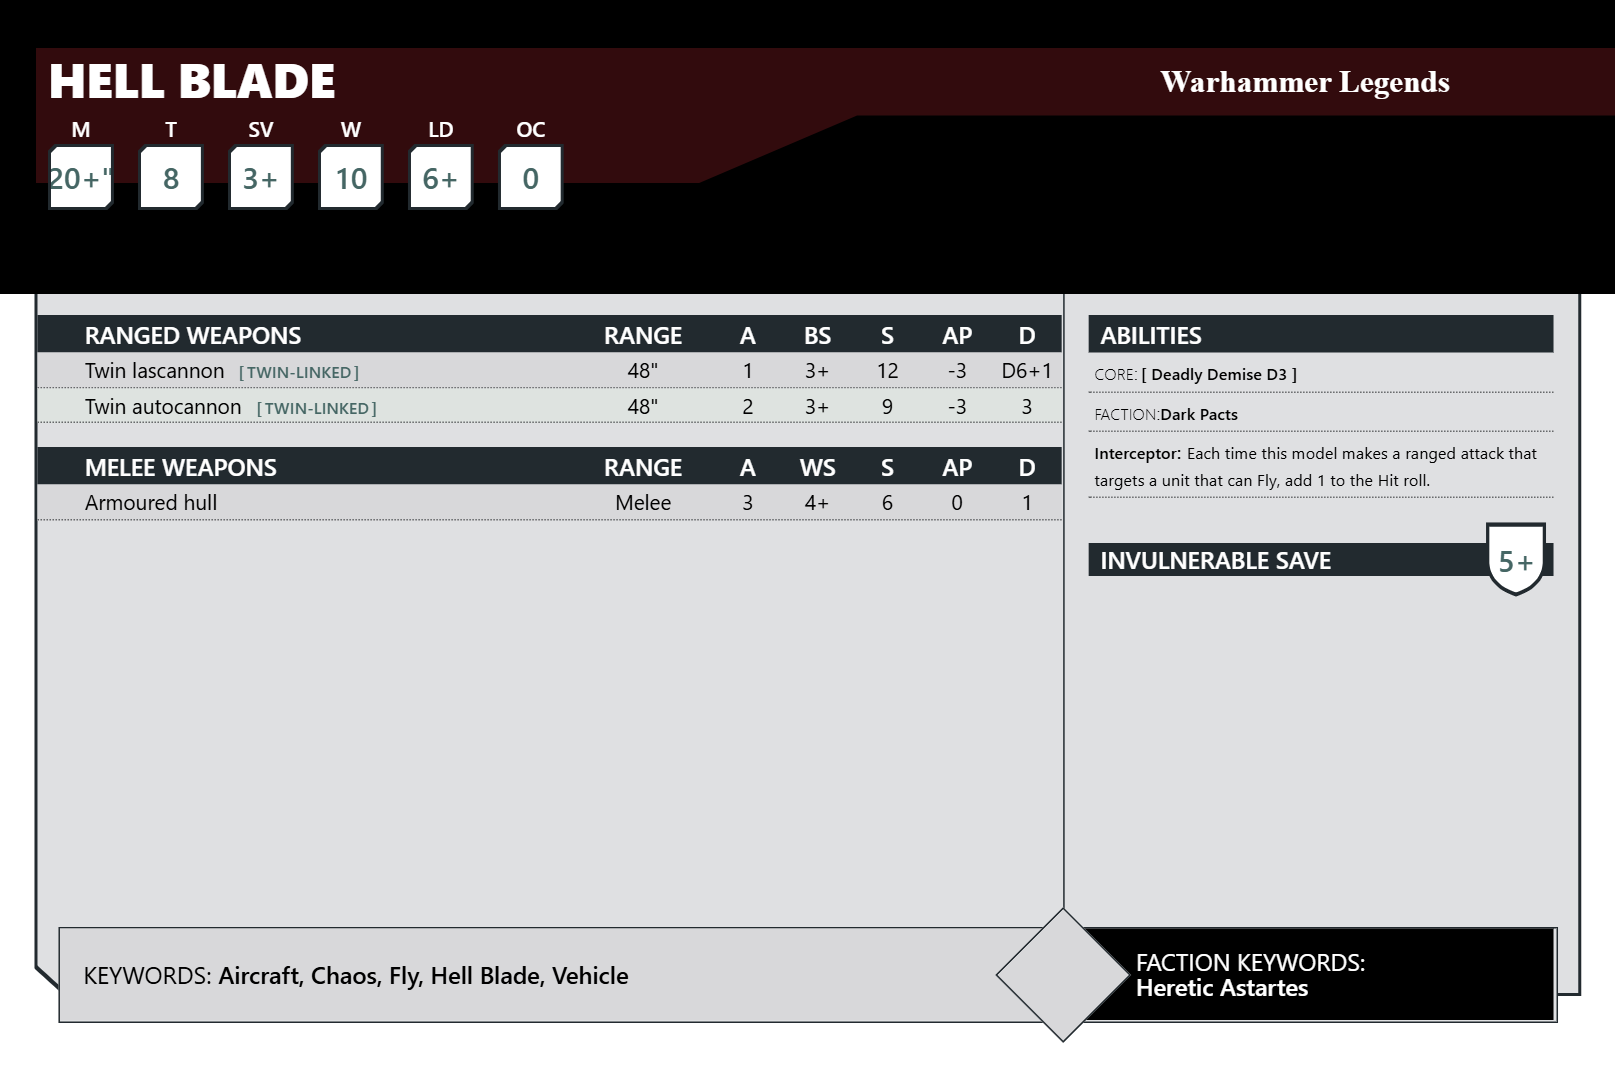 HELL BLADE
Warhammer Legends
M T SV W LD OC
20+" 8 3+ 10 6+ 0
RANGED WEAPONS RANGE A BS S AP D
Twin lascannon [TWIN-LINKED] 48" 1 3+ 12 -3 D6+1
Twin autocannon [TWIN-LINKED] 48" 2 3+ 9 -3 3
MELEE WEAPONS RANGE A WS S AP D
Armoured hull Melee 3 4+ 6 0 1
ABILITIES
CORE: [ Deadly Demise D3 ]
FACTION:Dark Pacts
Interceptor: Each time this model makes a ranged attack that
targets a unit that can Fly, add 1 to the Hit roll.
INVULNERABLE SAVE 5+
KEYWORDS: Aircraft, Chaos, Fly, Hell Blade, Vehicle
FACTION KEYWORDS:
Heretic Astartes